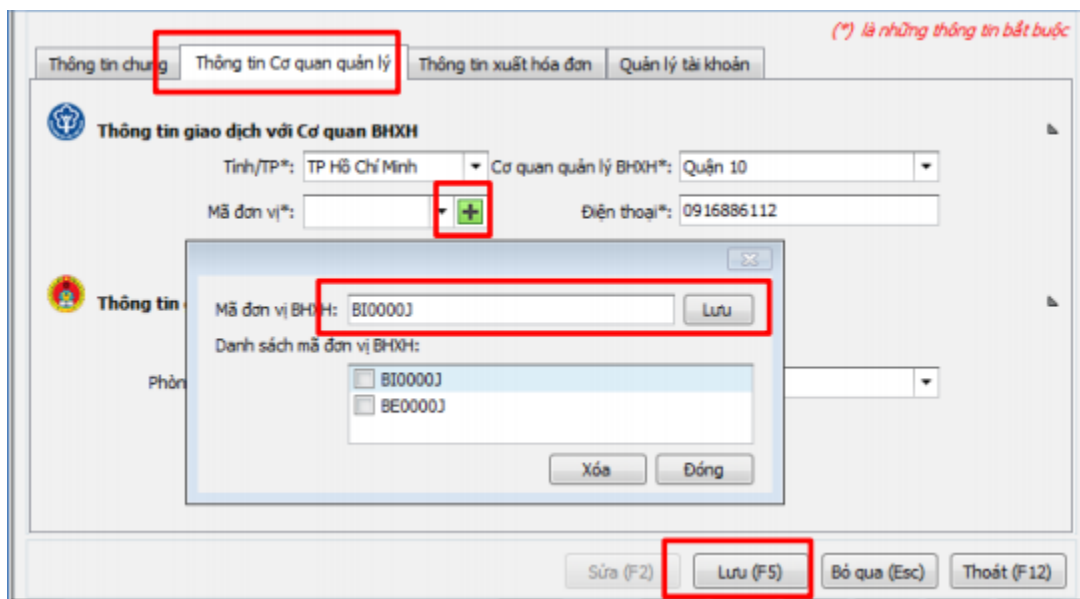 (*) là những thông tin bắt buộc
Thông tin chung Thông tin Cơ quan quản lý Thông tin xuất hóa đơn Quản lý tài khoản
Thông tin giao dịch với Cơ quan BHXH
Tỉnh/TP*: TP Hồ Chí Minh Cơ quan quản lý BHXH*: Quận 10
Mã đơn vị*: Điện thoại*: 0916886112
Thông tin
Mã đơn vị BHXH: BI0000J Lưu
Danh sách mã đơn vị BHXH:
BI0000J
Phòn
BE0000J
Xóa Đóng
Sửa (F2) Lưu (F5) Bỏ qua (Esc) Thoát (F12)